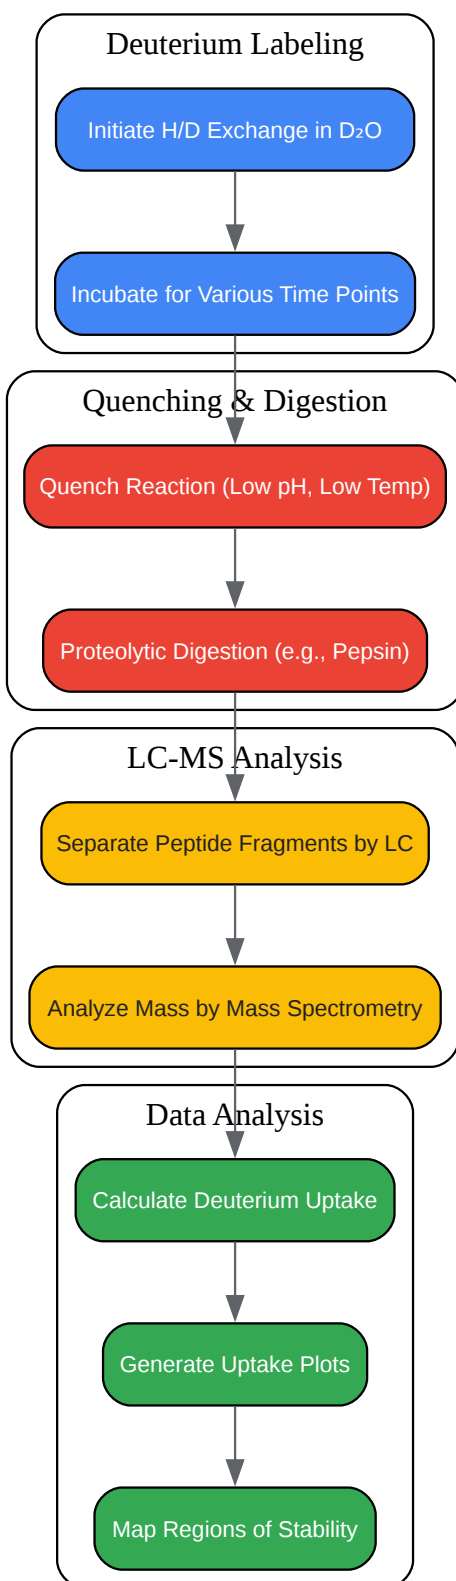 Deuterium Labeling
Initiate H/D Exchange in D₂O
Incubate for Various Time Points
Quenching & Digestion
Quench Reaction (Low pH, Low Temp)
Proteolytic Digestion (e.g., Pepsin)
LC-MS Analysis
Separate Peptide Fragments by LC
Analyze Mass by Mass Spectrometry
Data Analysis
Calculate Deuterium Uptake
Generate Uptake Plots
Map Regions of Stability